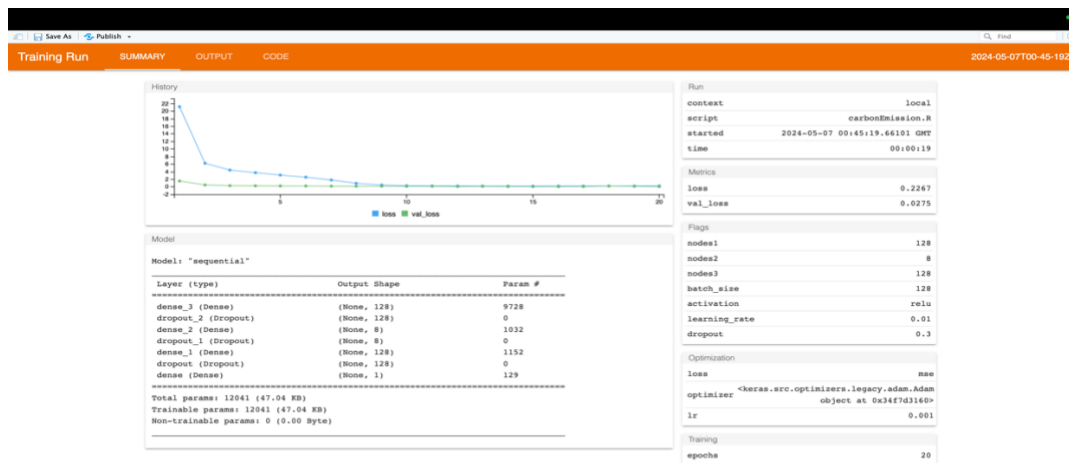 Save As Publish Find
Training Run SUMMARY OUTPUT CODE 2024-05-07T00-45-19Z
History
22
20
18
16
14
12
10
8
6
4
2
0
-2
5 10 15 20
loss val_loss
Model
Model: "sequential"
Layer (type) Output Shape Param #
dense_3 (Dense) (None, 128) 9728
dropout_2 (Dropout) (None, 128) 0
dense_2 (Dense) (None, 8) 1032
dropout_1 (Dropout) (None, 8) 0
dense_1 (Dense) (None, 128) 1152
dropout (Dropout) (None, 128) 0
dense (Dense) (None, 1) 129
Total params: 12041 (47.04 KB)
Trainable params: 12041 (47.04 KB)
Non-trainable params: 0 (0.00 Byte)
Run
context local
script carbonEmission.R
started 2024-05-07 00:45:19.66101 GMT
time 00:00:19
Metrics
loss 0.2267
val_loss 0.0275
Flags
nodes1 128
nodes2 8
nodes3 128
batch_size 128
activation relu
learning_rate 0.01
dropout 0.3
Optimization
loss mse
optimizer <keras.src.optimizers.legacy.adam.Adam
object at 0x34f7d3160>
lr 0.001
Training
epochs 20